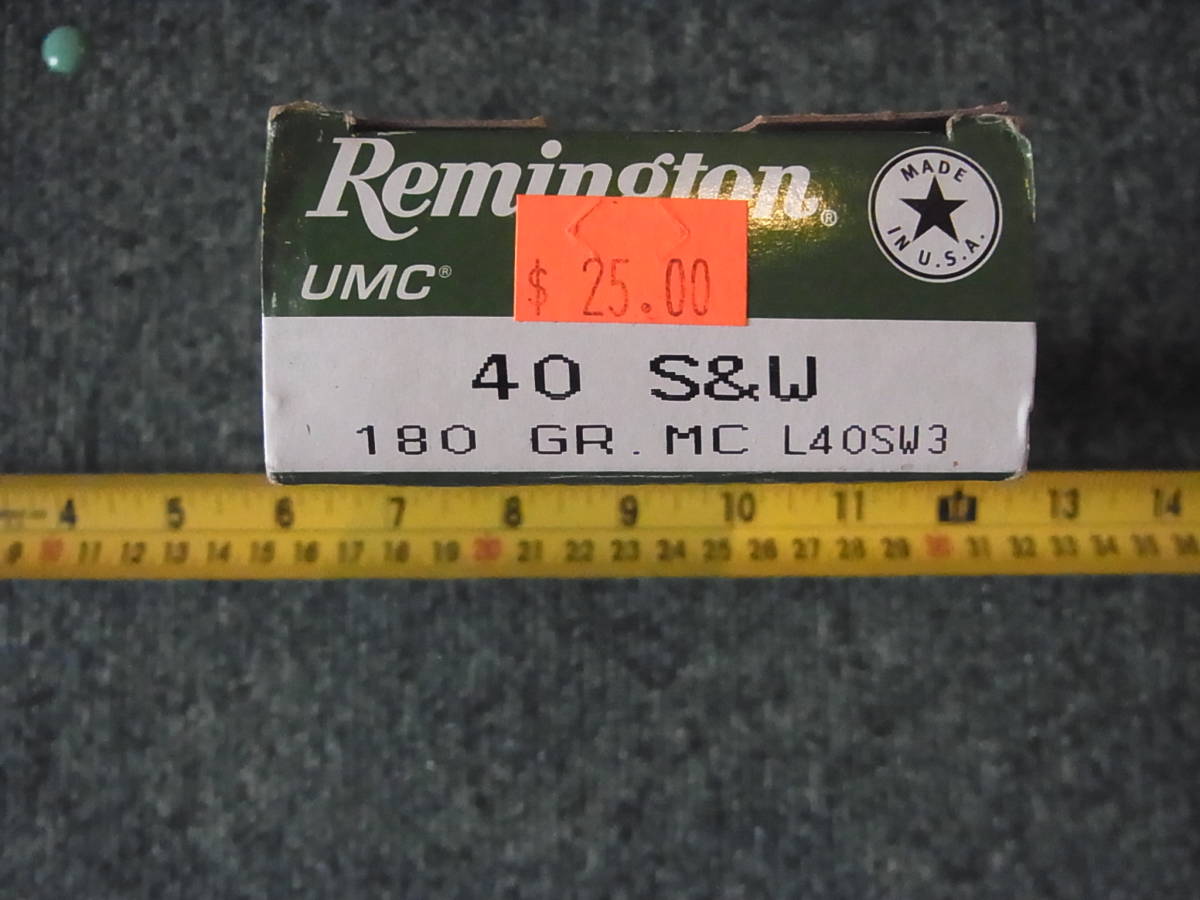 Remington®
MADE IN U.S.A.
UMC®
$ 25.00
40 S&W
180 GR. MC L40SW3
4 5 6 7 8 9 10 11 13 14
9 10 11 12 13 14 15 16 17 18 19 20 21 22 23 24 25 26 27 28 29 30 31 32 33 34 35 36